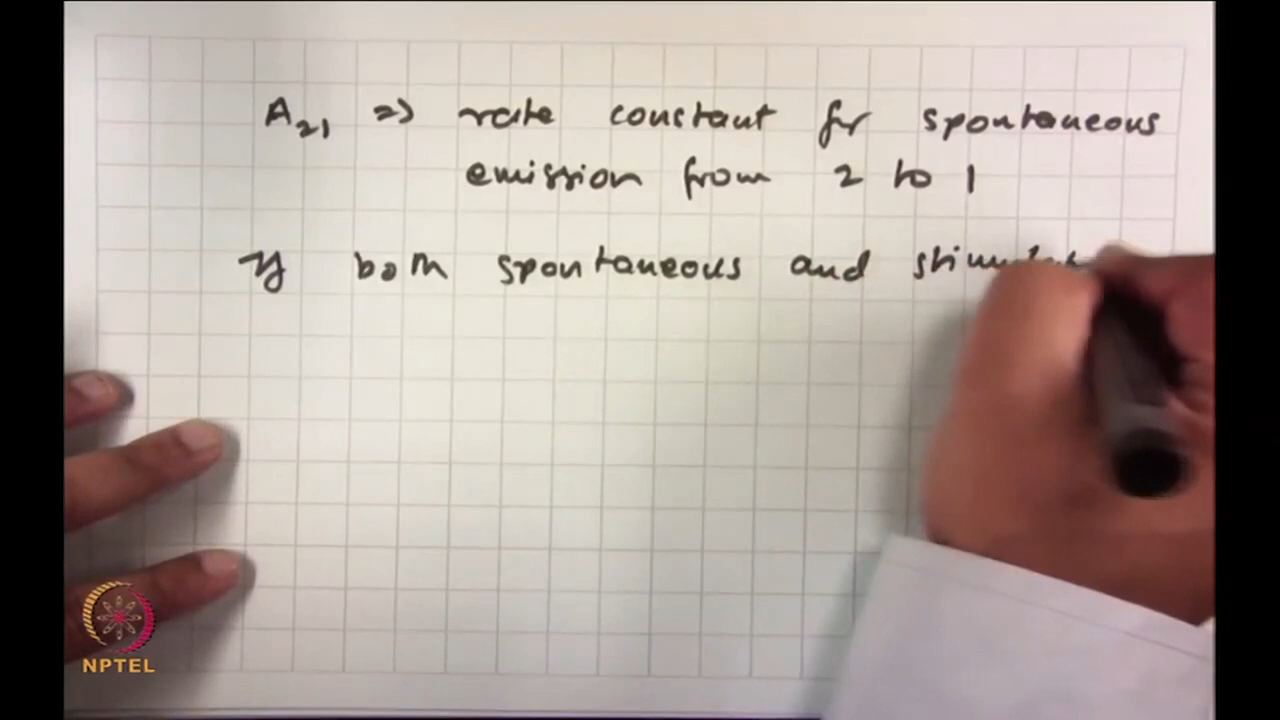 A₂₁ ⇒ rate constant for spontaneous
emission from 2 to 1
If both spontaneous and
NPTEL